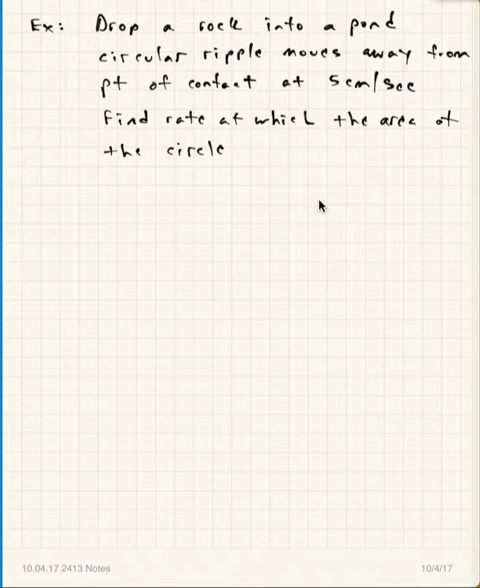 Ex: Drop a rock into a pond
circular ripple moves away from
pt of contact at 5cm/sec
Find rate at which the area of
the circle
10.04.17 2413 Notes
10/4/17